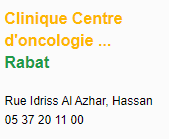 Clinique Centre
d'oncologie ...
Rabat
Rue Idriss Al Azhar, Hassan
05 37 20 11 00